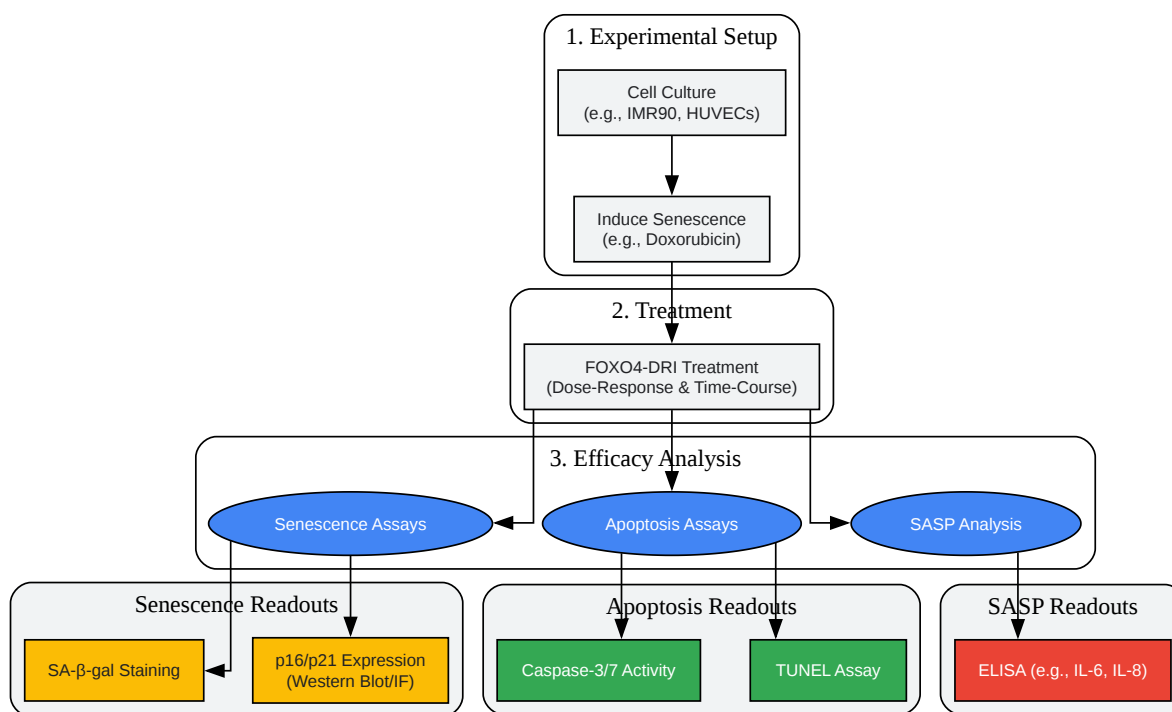 1. Experimental Setup
Cell Culture
(e.g., IMR90, HUVECs)
Induce Senescence
(e.g., Doxorubicin)
2. Treatment
FOXO4-DRI Treatment
(Dose-Response & Time-Course)
3. Efficacy Analysis
Senescence Assays
Apoptosis Assays
SASP Analysis
Senescence Readouts
SA-β-gal Staining
p16/p21 Expression
(Western Blot/IF)
Apoptosis Readouts
Caspase-3/7 Activity
TUNEL Assay
SASP Readouts
ELISA (e.g., IL-6, IL-8)